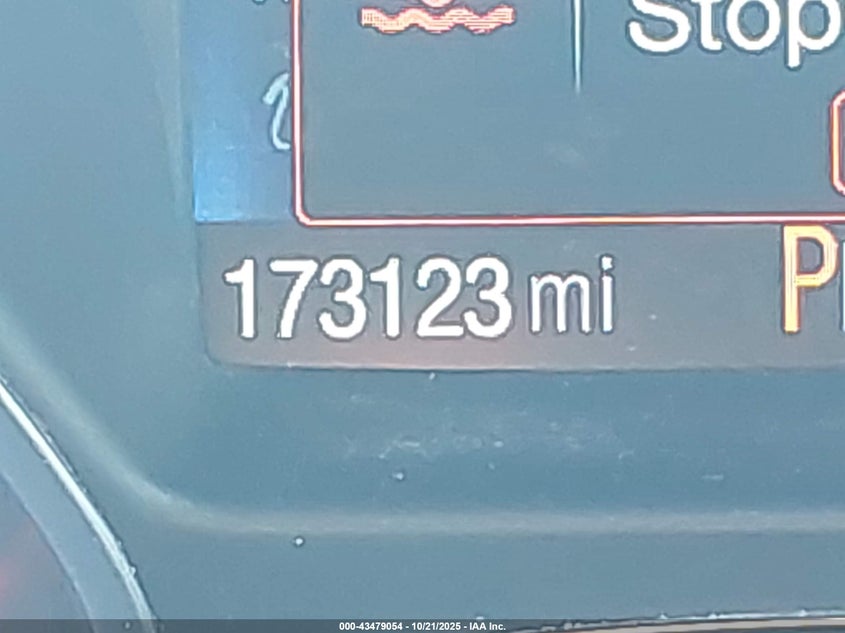 Stop
173123 mi
P
000-43479054 - 10/21/2025 - IAA Inc.